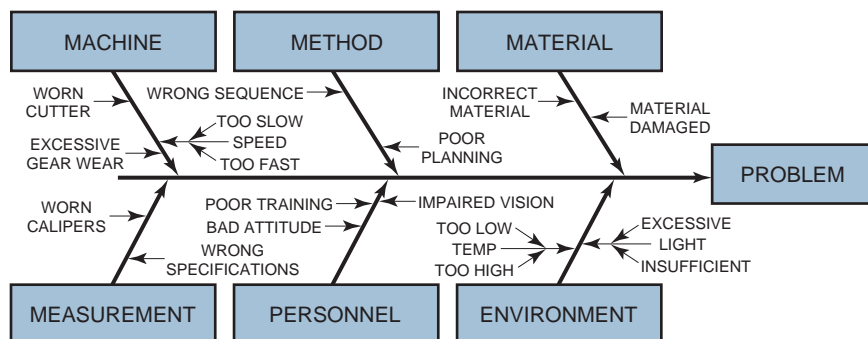 MACHINE
METHOD
MATERIAL
WORN
CUTTER
EXCESSIVE
GEAR WEAR
TOO SLOW
SPEED
TOO FAST
WRONG SEQUENCE
POOR
PLANNING
INCORRECT
MATERIAL
MATERIAL
DAMAGED
PROBLEM
WORN
CALIPERS
WRONG
SPECIFICATIONS
POOR TRAINING
BAD ATTITUDE
IMPAIRED VISION
TOO LOW
TEMP
TOO HIGH
EXCESSIVE
LIGHT
INSUFFICIENT
MEASUREMENT
PERSONNEL
ENVIRONMENT